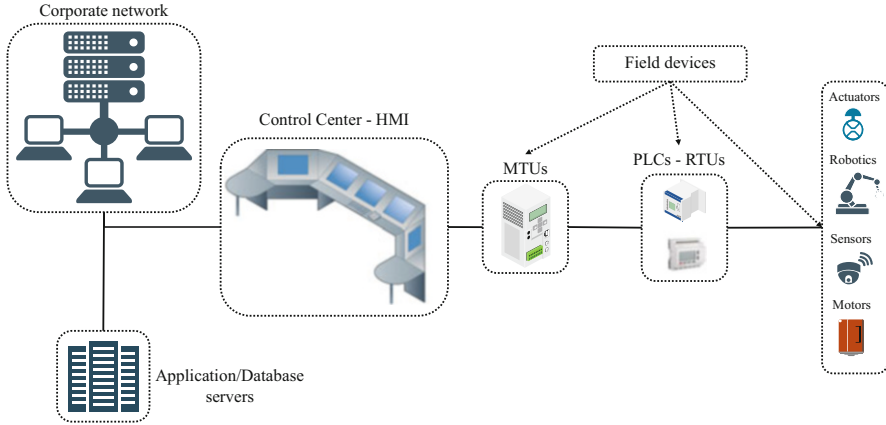 Corporate network
Field devices
Control Center - HMI
MTUs
PLCs - RTUs
Actuators
Robotics
Sensors
Motors
Application/Database
servers